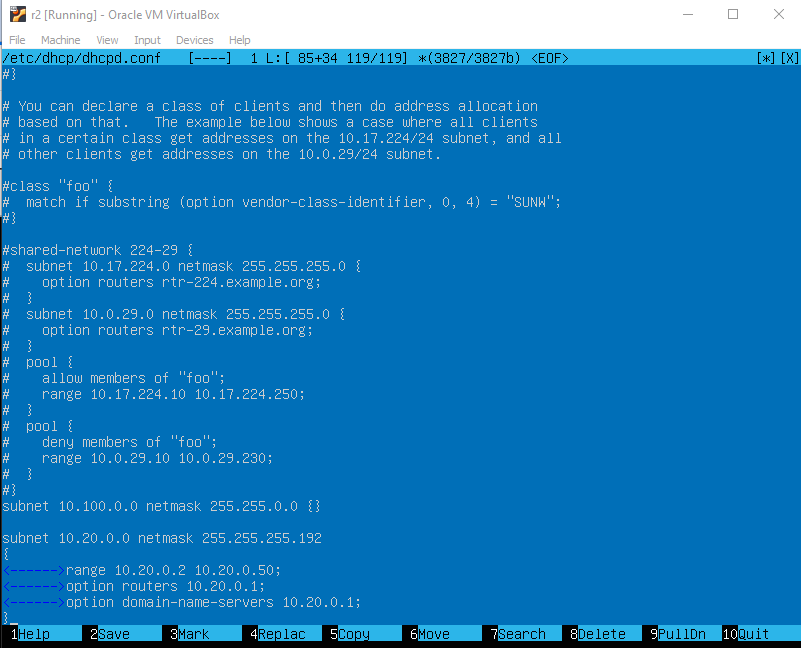 r2 [Running] - Oracle VM VirtualBox
File Machine View Input Devices Help
/etc/dhcp/dhcpd.conf [----] 1 L:[ 85+34 119/119] *(3827/3827b) <EOF> [*][X]
#}
# You can declare a class of clients and then do address allocation
# based on that. The example below shows a case where all clients
# in a certain class get addresses on the 10.17.224/24 subnet, and all
# other clients get addresses on the 10.0.29/24 subnet.
#class "foo" {
# match if substring (option vendor-class-identifier, 0, 4) = "SUNW";
#}
#shared-network 224-29 {
# subnet 10.17.224.0 netmask 255.255.255.0 {
# option routers rtr-224.example.org;
# }
# subnet 10.0.29.0 netmask 255.255.255.0 {
# option routers rtr-29.example.org;
# }
# pool {
# allow members of "foo";
# range 10.17.224.10 10.17.224.250;
# }
# pool {
# deny members of "foo";
# range 10.0.29.10 10.0.29.230;
# }
#}
subnet 10.100.0.0 netmask 255.255.0.0 {}
subnet 10.20.0.0 netmask 255.255.255.192
{
<------>range 10.20.0.2 10.20.0.50;
<------>option routers 10.20.0.1;
<------>option domain-name-servers 10.20.0.1;
}_
1Help 2Save 3Mark 4Replac 5Copy 6Move 7Search 8Delete 9PullDn 10Quit